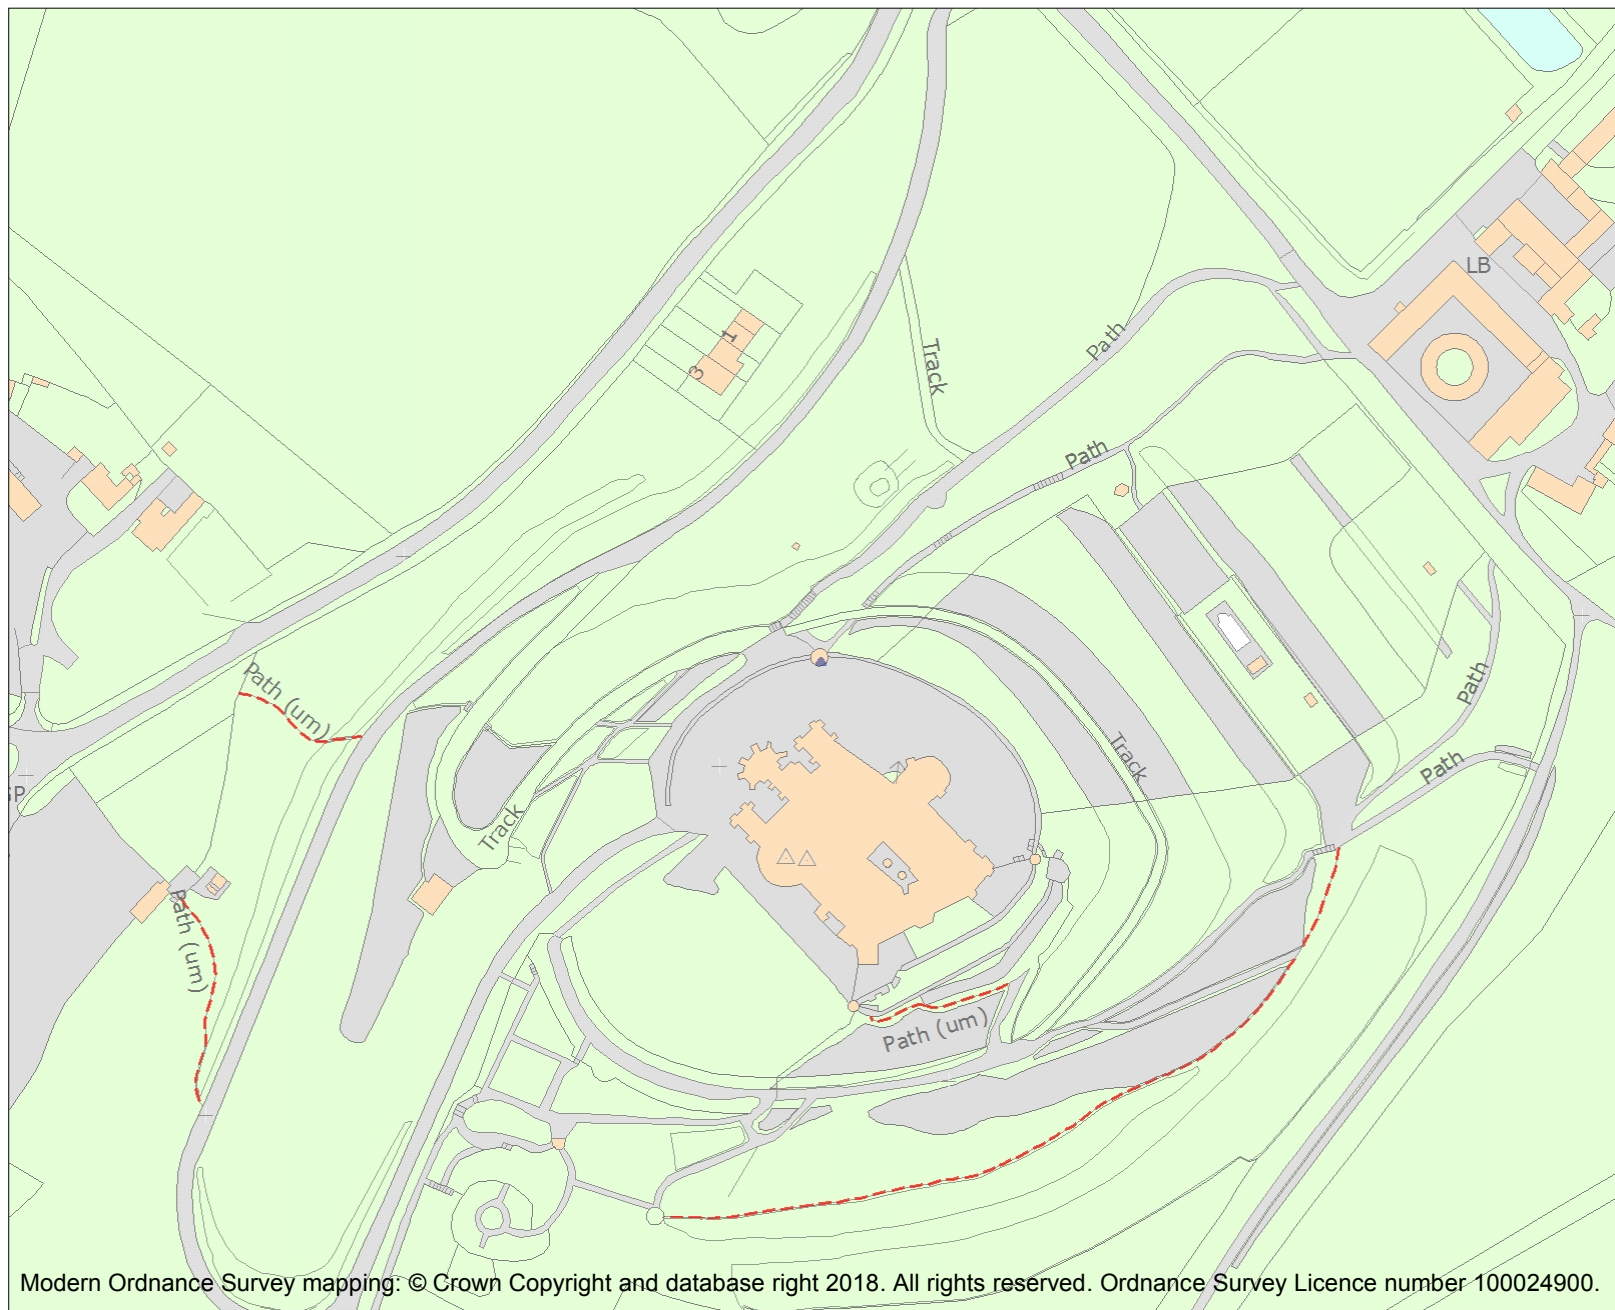 LB
1
3
Track
Path
Path
Path (um)
Path
Track
Path
Track
Path (um)
Path (um)
Modern Ordnance Survey mapping: © Crown Copyright and database right 2018. All rights reserved. Ordnance Survey Licence number 100024900.